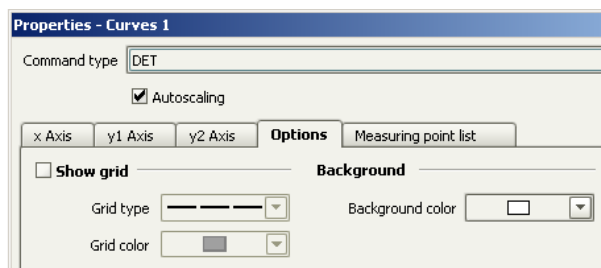 Properties - Curves 1
Command type DET
Autoscaling
x Axis y1 Axis y2 Axis Options Measuring point list
Show grid Background
Grid type Background color
Grid color